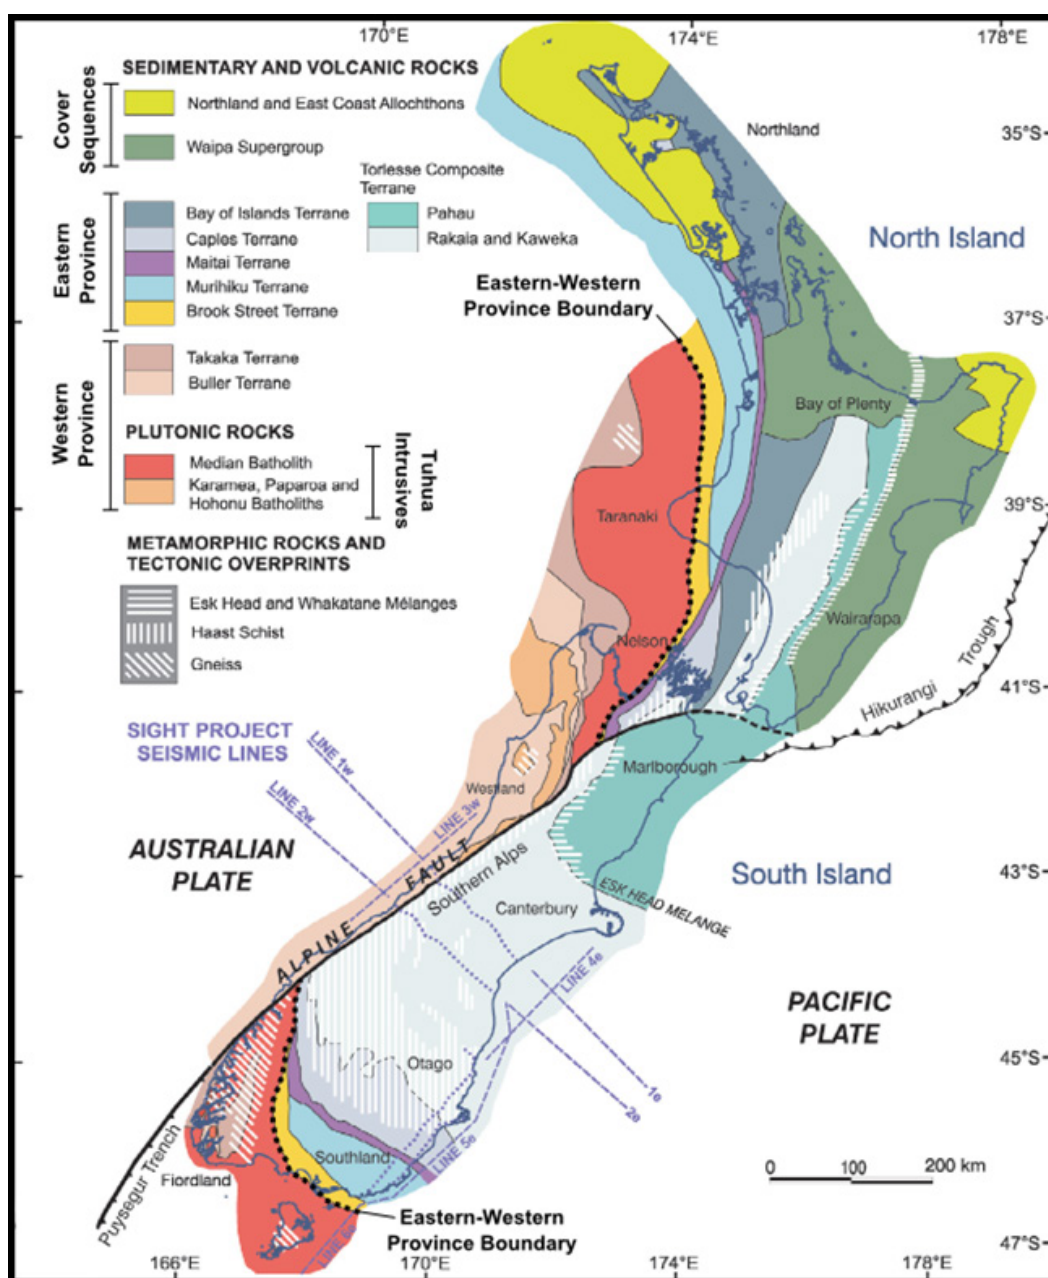 170°E
174°E
178°E
SEDIMENTARY AND VOLCANIC ROCKS
Cover
Sequences
Northland and East Coast Allochthons
Waipa Supergroup
Eastern
Province
Bay of Islands Terrane
Caples Terrane
Maitai Terrane
Murihiku Terrane
Brook Street Terrane
Torlesse Composite
Terrane
Pahau
Rakaia and Kaweka
Western
Province
Takaka Terrane
Buller Terrane
PLUTONIC ROCKS
Median Batholith
Karamea, Paparoa and
Hohonu Batholiths
Tuhua
Intrusives
METAMORPHIC ROCKS AND
TECTONIC OVERPRINTS
Esk Head and Whakatane Mélanges
Haast Schist
Gneiss
Northland
35°S
North Island
Eastern-Western
Province Boundary
37°S
Bay of Plenty
Taranaki
39°S
Wairarapa
Nelson
Hikurangi Trough
41°S
SIGHT PROJECT
SEISMIC LINES
LINE 1w
LINE 2w
LINE 3w
Marlborough
Westland
AUSTRALIAN
PLATE
ALPINE FAULT
Southern Alps
South Island
43°S
Canterbury
ESK HEAD MELANGE
LINE 4e
PACIFIC
PLATE
Otago
45°S
1e
2e
LINE 5e
Puysegur Trench
Southland
Fiordland
0 100 200 km
Eastern-Western
Province Boundary
47°S
166°E
170°E
174°E
178°E